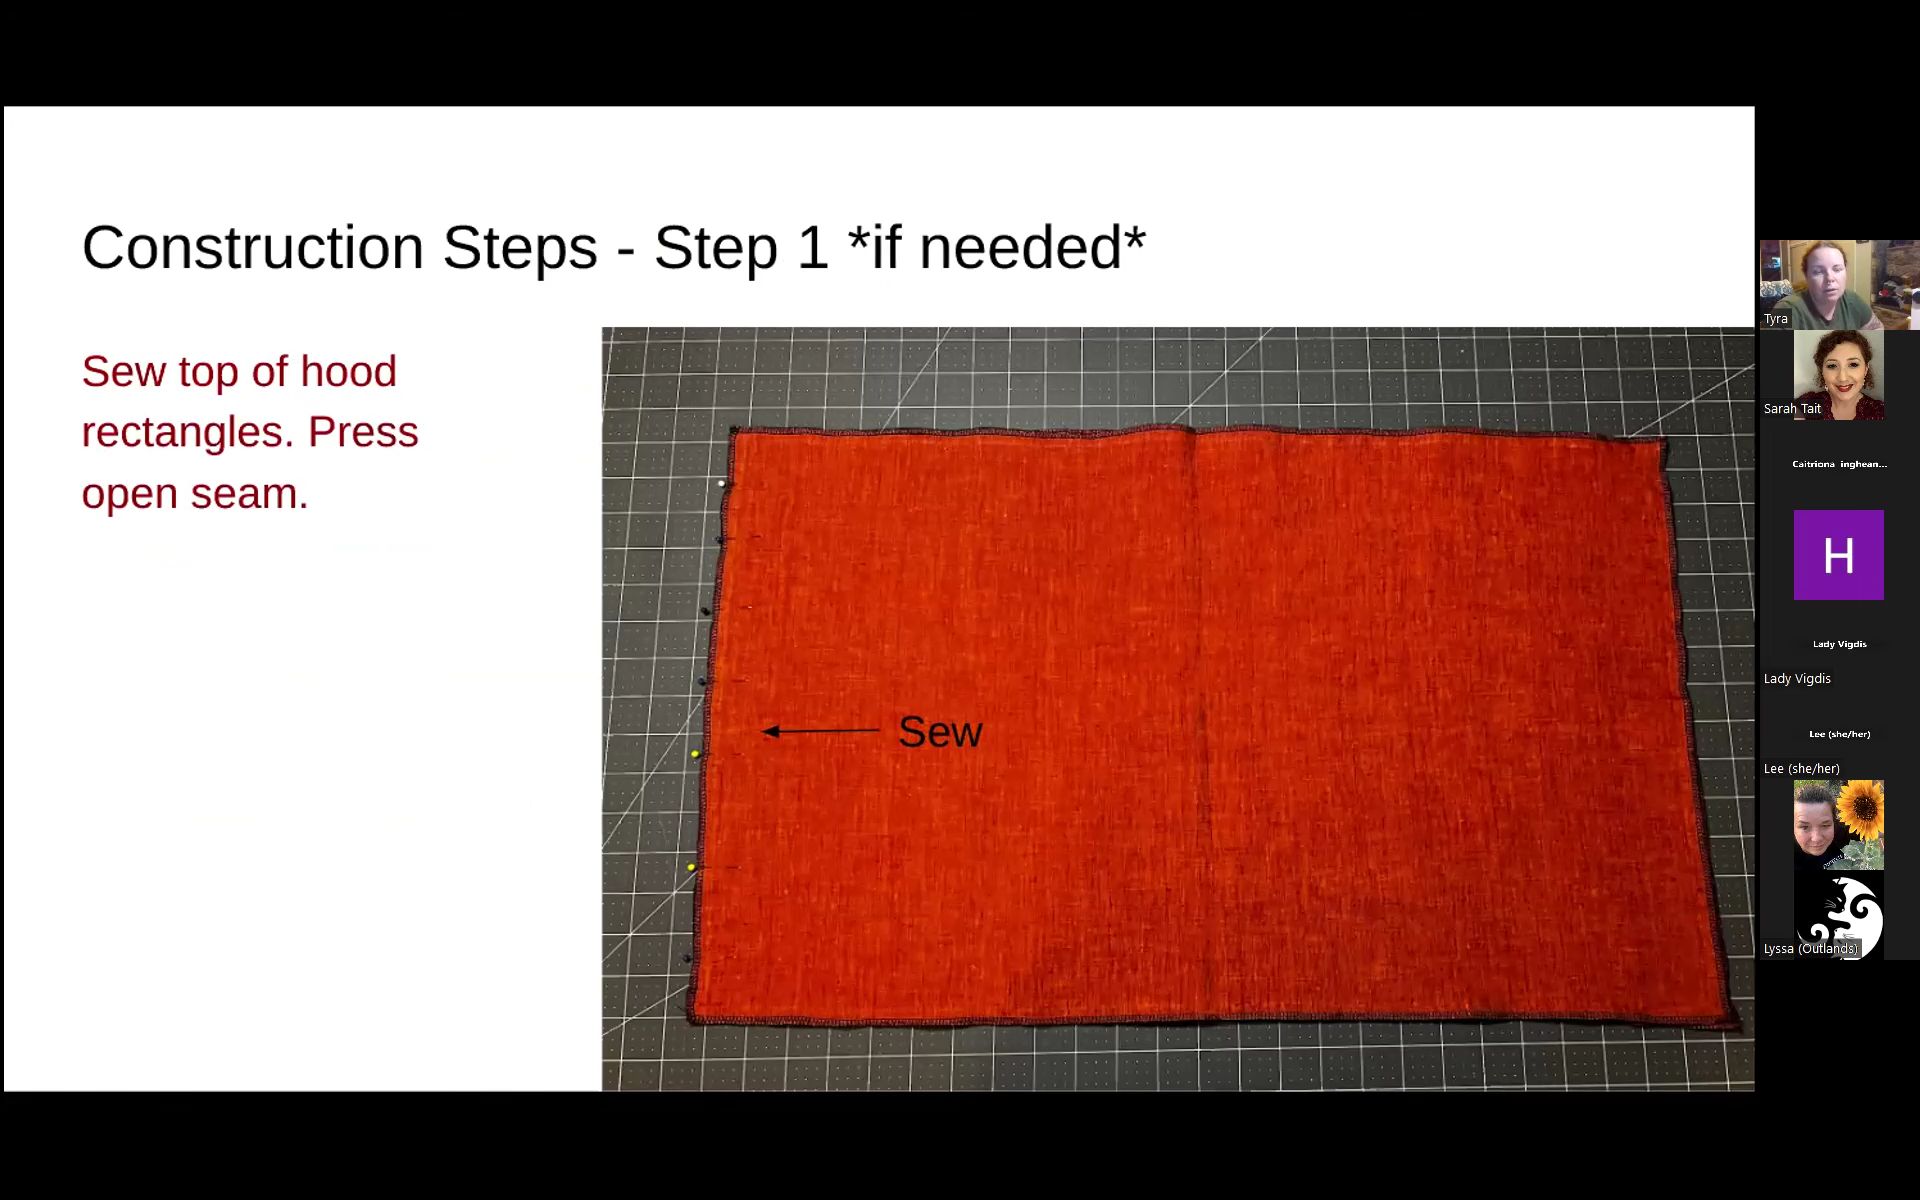 Construction Steps - Step 1 *if needed*
Sew top of hood
rectangles. Press
open seam.
Sew
Tyra
Sarah Tait
Caitriona inghean...
H
Lady Vigdis
Lady Vigdis
Lee (she/her)
Lee (she/her)
Lyssa (Outlands)